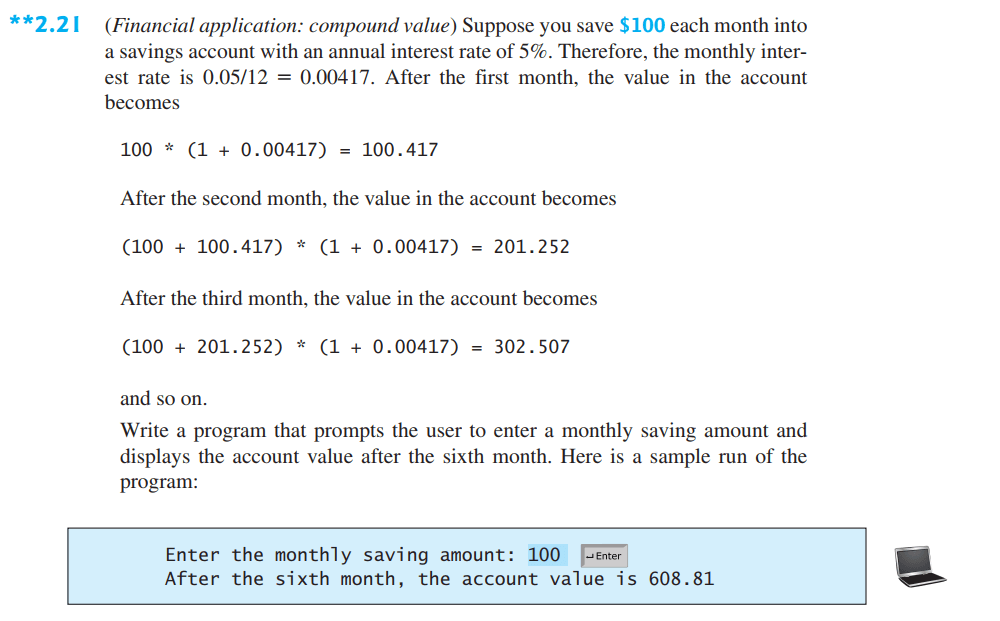 **2.21 (Financial application: compound value) Suppose you save $100 each month into
a savings account with an annual interest rate of 5%. Therefore, the monthly inter-
est rate is 0.05/12 = 0.00417. After the first month, the value in the account
becomes
100 * (1 + 0.00417) = 100.417
After the second month, the value in the account becomes
(100 + 100.417) * (1 + 0.00417) = 201.252
After the third month, the value in the account becomes
(100 + 201.252) * (1 + 0.00417) = 302.507
and so on.
Write a program that prompts the user to enter a monthly saving amount and
displays the account value after the sixth month. Here is a sample run of the
program:
Enter the monthly saving amount: 100 ↵Enter
After the sixth month, the account value is 608.81